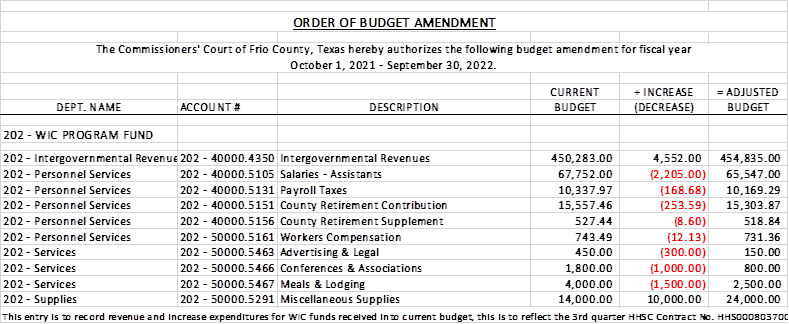 ORDER OF BUDGET AMENDMENT
The Commissioners' Court of Frio County, Texas hereby authorizes the following budget amendment for fiscal year
October 1, 2021 - September 30, 2022.
CURRENT + INCREASE = ADJUSTED
DEPT. NAME ACCOUNT # DESCRIPTION BUDGET (DECREASE) BUDGET
202 - WIC PROGRAM FUND
202 - Intergovernmental Revenue 202 - 40000.4350 Intergovernmental Revenues 450,283.00 4,552.00 454,835.00
202 - Personnel Services 202 - 40000.5105 Salaries - Assistants 67,752.00 (2,205.00) 65,547.00
202 - Personnel Services 202 - 40000.5131 Payroll Taxes 10,337.97 (168.68) 10,169.29
202 - Personnel Services 202 - 40000.5151 County Retirement Contribution 15,557.46 (253.59) 15,303.87
202 - Personnel Services 202 - 40000.5156 County Retirement Supplement 527.44 (8.60) 518.84
202 - Personnel Services 202 - 50000.5161 Workers Compensation 743.49 (12.13) 731.36
202 - Services 202 - 50000.5463 Advertising & Legal 450.00 (300.00) 150.00
202 - Services 202 - 50000.5466 Conferences & Associations 1,800.00 (1,000.00) 800.00
202 - Services 202 - 50000.5467 Meals & Lodging 4,000.00 (1,500.00) 2,500.00
202 - Supplies 202 - 50000.5291 Miscellaneous Supplies 14,000.00 10,000.00 24,000.00
This entry is to record revenue and increase expenditures for WIC funds received into current budget, this is to reflect the 3rd quarter HHSC Contract No.